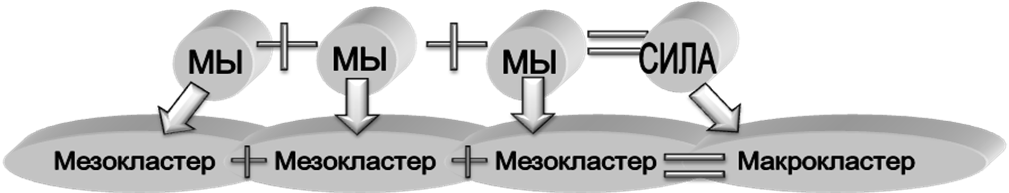 МЫ + МЫ + МЫ = СИЛА
Мезокластер + Мезокластер + Мезокластер = Макрокластер